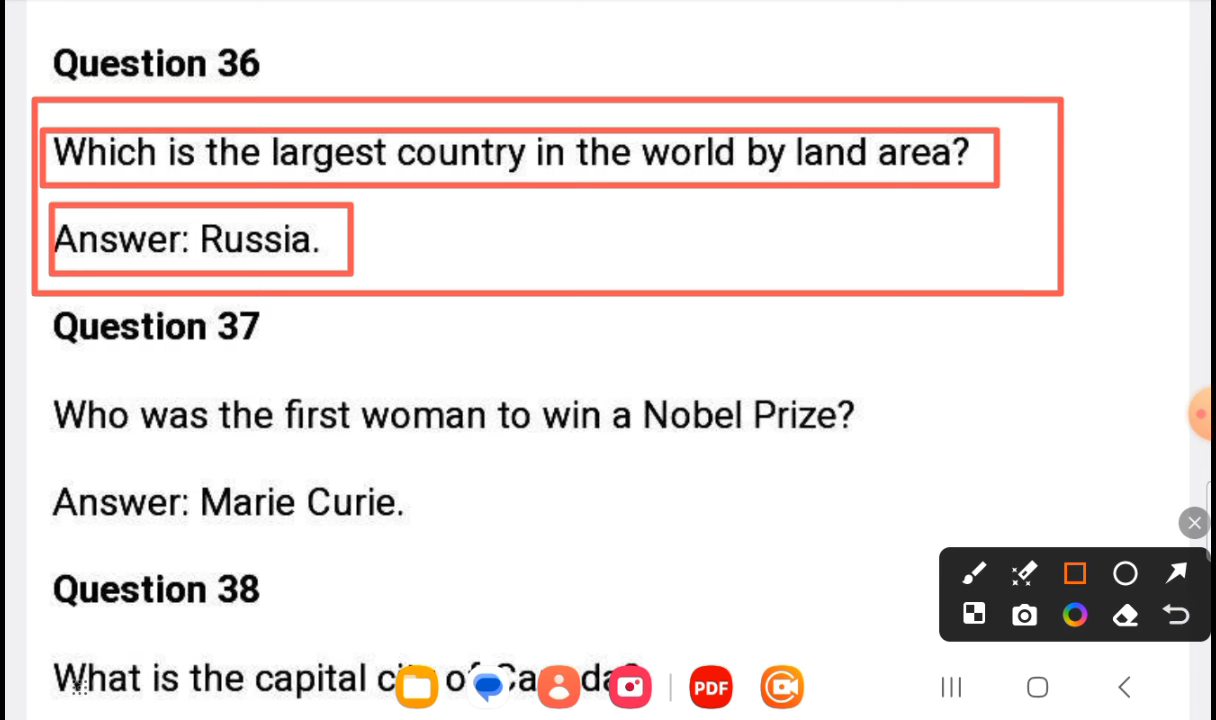 Question 36
Which is the largest country in the world by land area?
Answer: Russia.
Question 37
Who was the first woman to win a Nobel Prize?
Answer: Marie Curie.
Question 38
What is the capital of
PDF